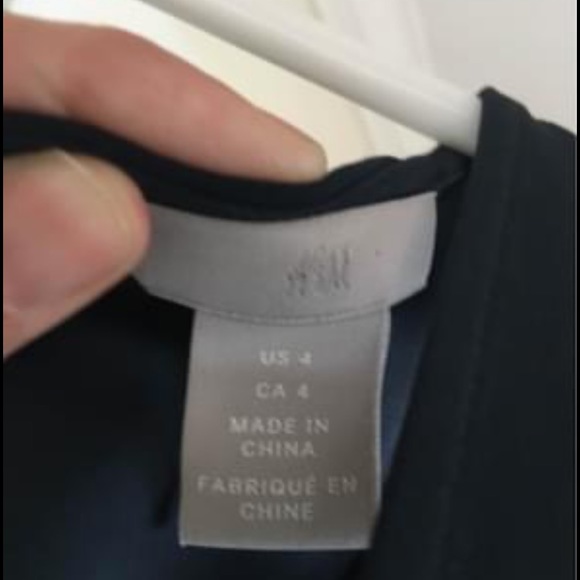 H&M
US 4
CA 4
MADE IN
CHINA
FABRIQUÉ EN
CHINE